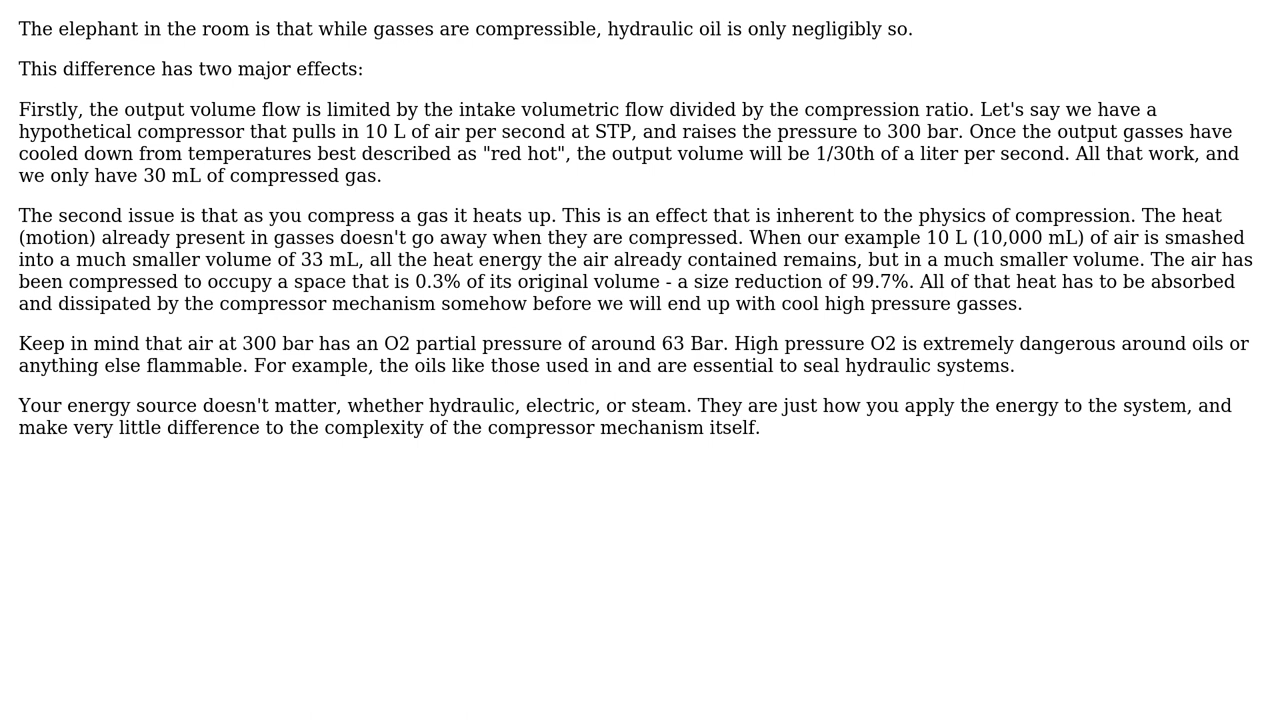 The elephant in the room is that while gasses are compressible, hydraulic oil is only negligibly so.
This difference has two major effects:
Firstly, the output volume flow is limited by the intake volumetric flow divided by the compression ratio. Let's say we have a
hypothetical compressor that pulls in 10 L of air per second at STP, and raises the pressure to 300 bar. Once the output gasses have
cooled down from temperatures best described as "red hot", the output volume will be 1/30th of a liter per second. All that work, and
we only have 30 mL of compressed gas.
The second issue is that as you compress a gas it heats up. This is an effect that is inherent to the physics of compression. The heat
(motion) already present in gasses doesn't go away when they are compressed. When our example 10 L (10,000 mL) of air is smashed
into a much smaller volume of 33 mL, all the heat energy the air already contained remains, but in a much smaller volume. The air has
been compressed to occupy a space that is 0.3% of its original volume - a size reduction of 99.7%. All of that heat has to be absorbed
and dissipated by the compressor mechanism somehow before we will end up with cool high pressure gasses.
Keep in mind that air at 300 bar has an O2 partial pressure of around 63 Bar. High pressure O2 is extremely dangerous around oils or
anything else flammable. For example, the oils like those used in and are essential to seal hydraulic systems.
Your energy source doesn't matter, whether hydraulic, electric, or steam. They are just how you apply the energy to the system, and
make very little difference to the complexity of the compressor mechanism itself.